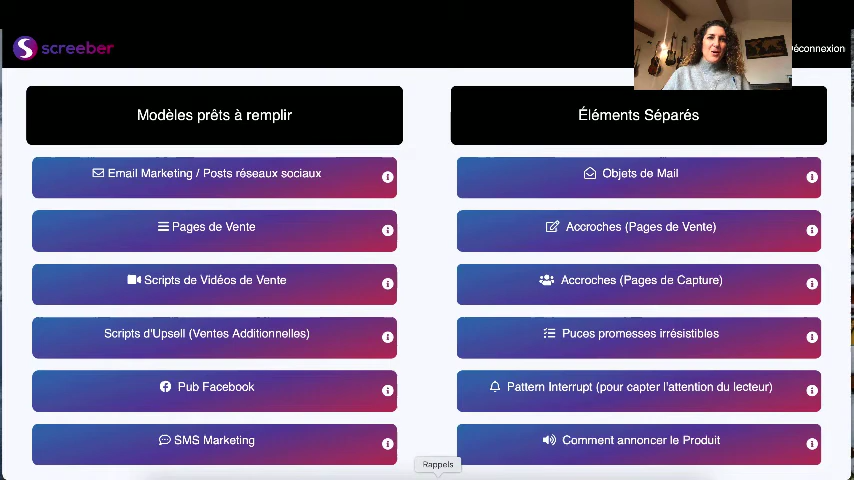 screeber
Déconnexion
Modèles prêts à remplir
Éléments Séparés
Email Marketing / Posts réseaux sociaux
Objets de Mail
Pages de Vente
Accroches (Pages de Vente)
Scripts de Vidéos de Vente
Accroches (Pages de Capture)
Scripts d'Upsell (Ventes Additionnelles)
Puces promesses irrésistibles
Pub Facebook
Pattern Interrupt (pour capter l'attention du lecteur)
SMS Marketing
Comment annoncer le Produit
Rappels